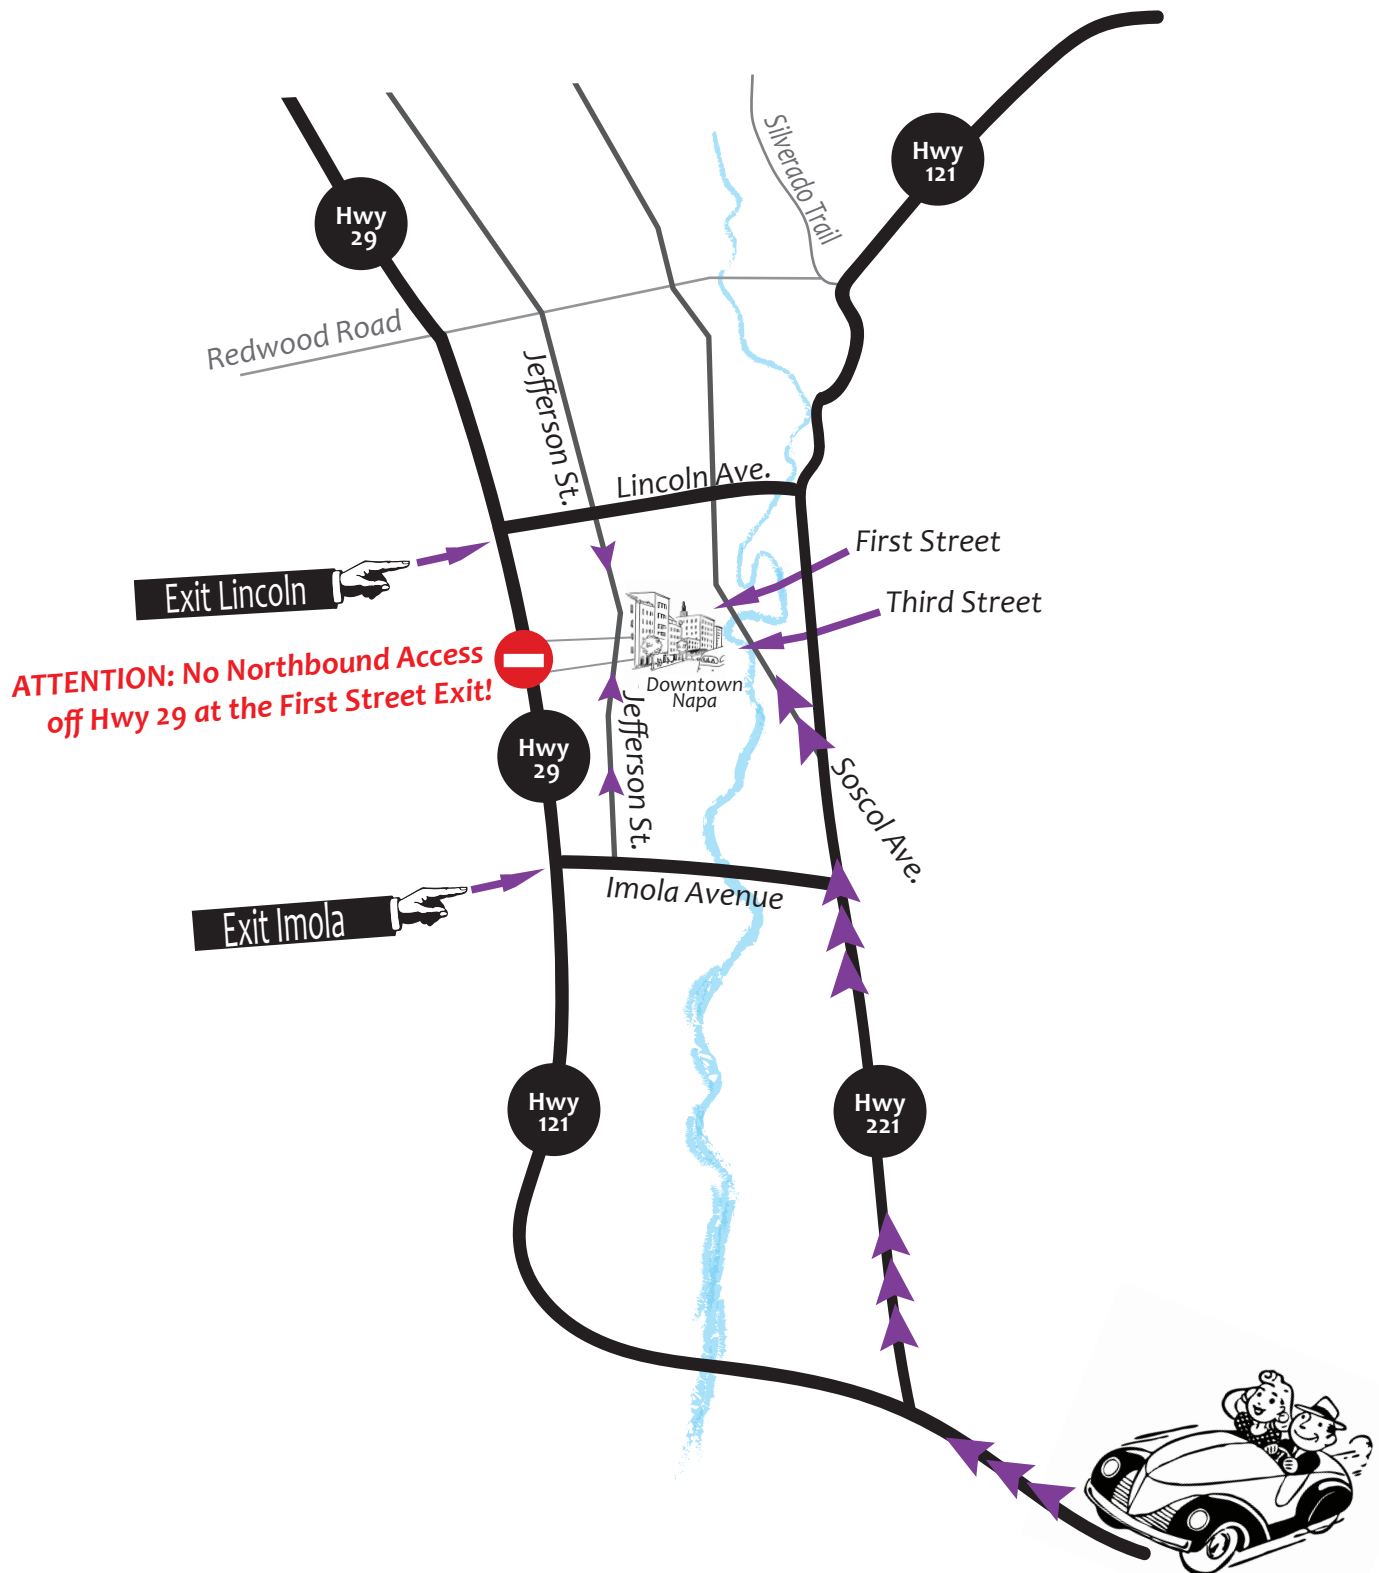 Hwy
121
Silverado Trail
Hwy
29
Redwood Road
Jefferson St.
Lincoln Ave.
First Street
Exit Lincoln
Third Street
ATTENTION: No Northbound Access
off Hwy 29 at the First Street Exit!
Downtown
Napa
Hwy
29
Jefferson St.
Soscol Ave.
Imola Avenue
Exit Imola
Hwy
121
Hwy
221